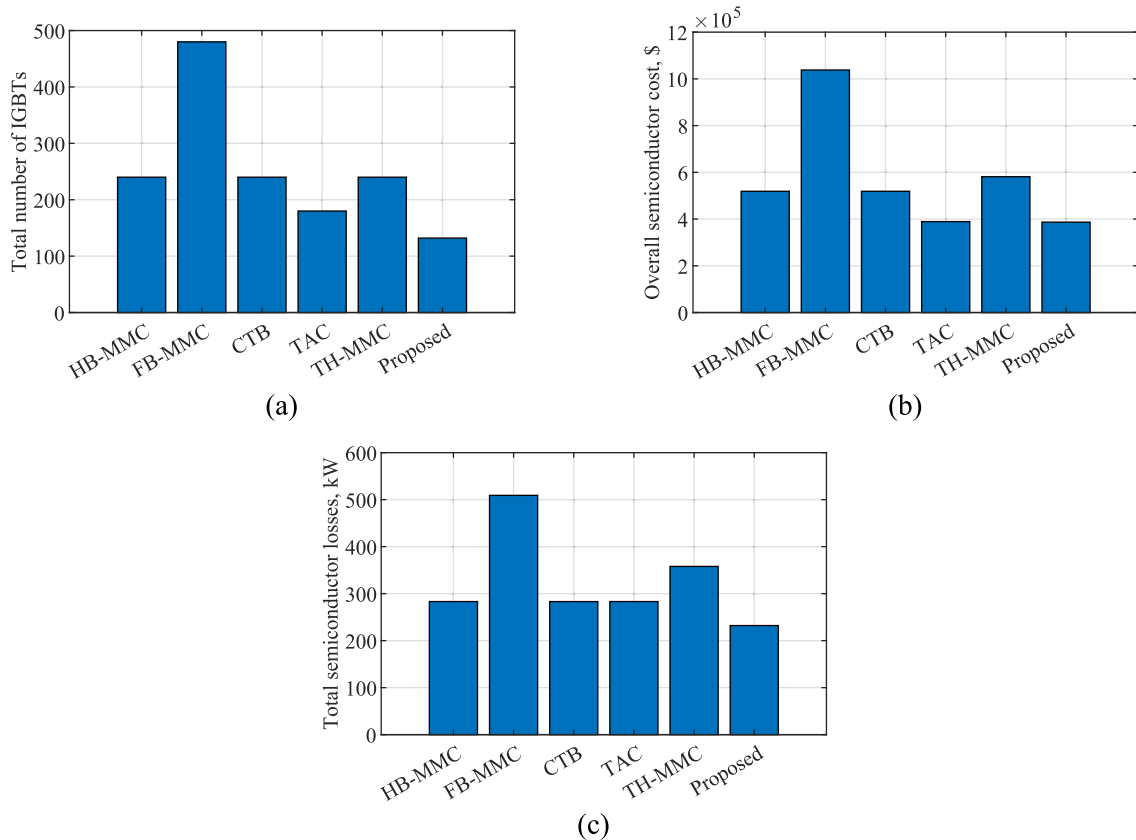 Total number of IGBTs
500
400
300
200
100
0
HB-MMC
FB-MMC
CTB
TAC
TH-MMC
Proposed
(a)
Overall semiconductor cost, $
×10⁵
12
10
8
6
4
2
0
HB-MMC
FB-MMC
CTB
TAC
TH-MMC
Proposed
(b)
Total semiconductor losses, kW
600
500
400
300
200
100
0
HB-MMC
FB-MMC
CTB
TAC
TH-MMC
Proposed
(c)